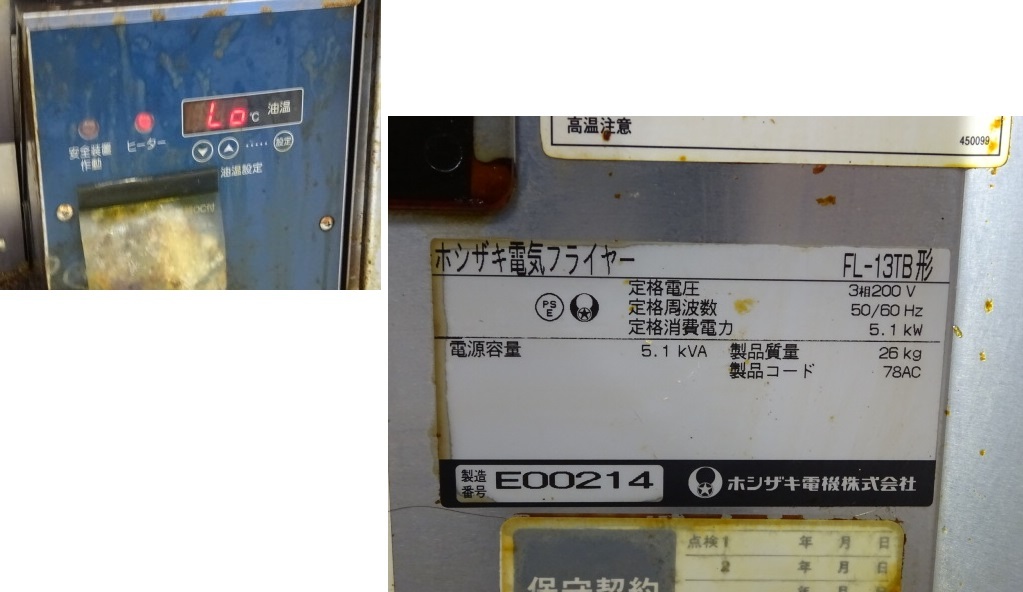 Lo℃ 油温
安全装置
作動
ヒーター
設定
油温設定
高温注意
450099
ホシザキ電気フライヤー FL-13TB形
PS
E
定格電圧 3相200 V
定格周波数 50/60 Hz
定格消費電力 5.1 kW
電源容量 5.1 kVA 製品質量 26 kg
製品コード 78AC
製造
番号 E00214 ホシザキ電機株式会社
点検1 年 月 日
2 年 月 日
保守契約 年 月 日